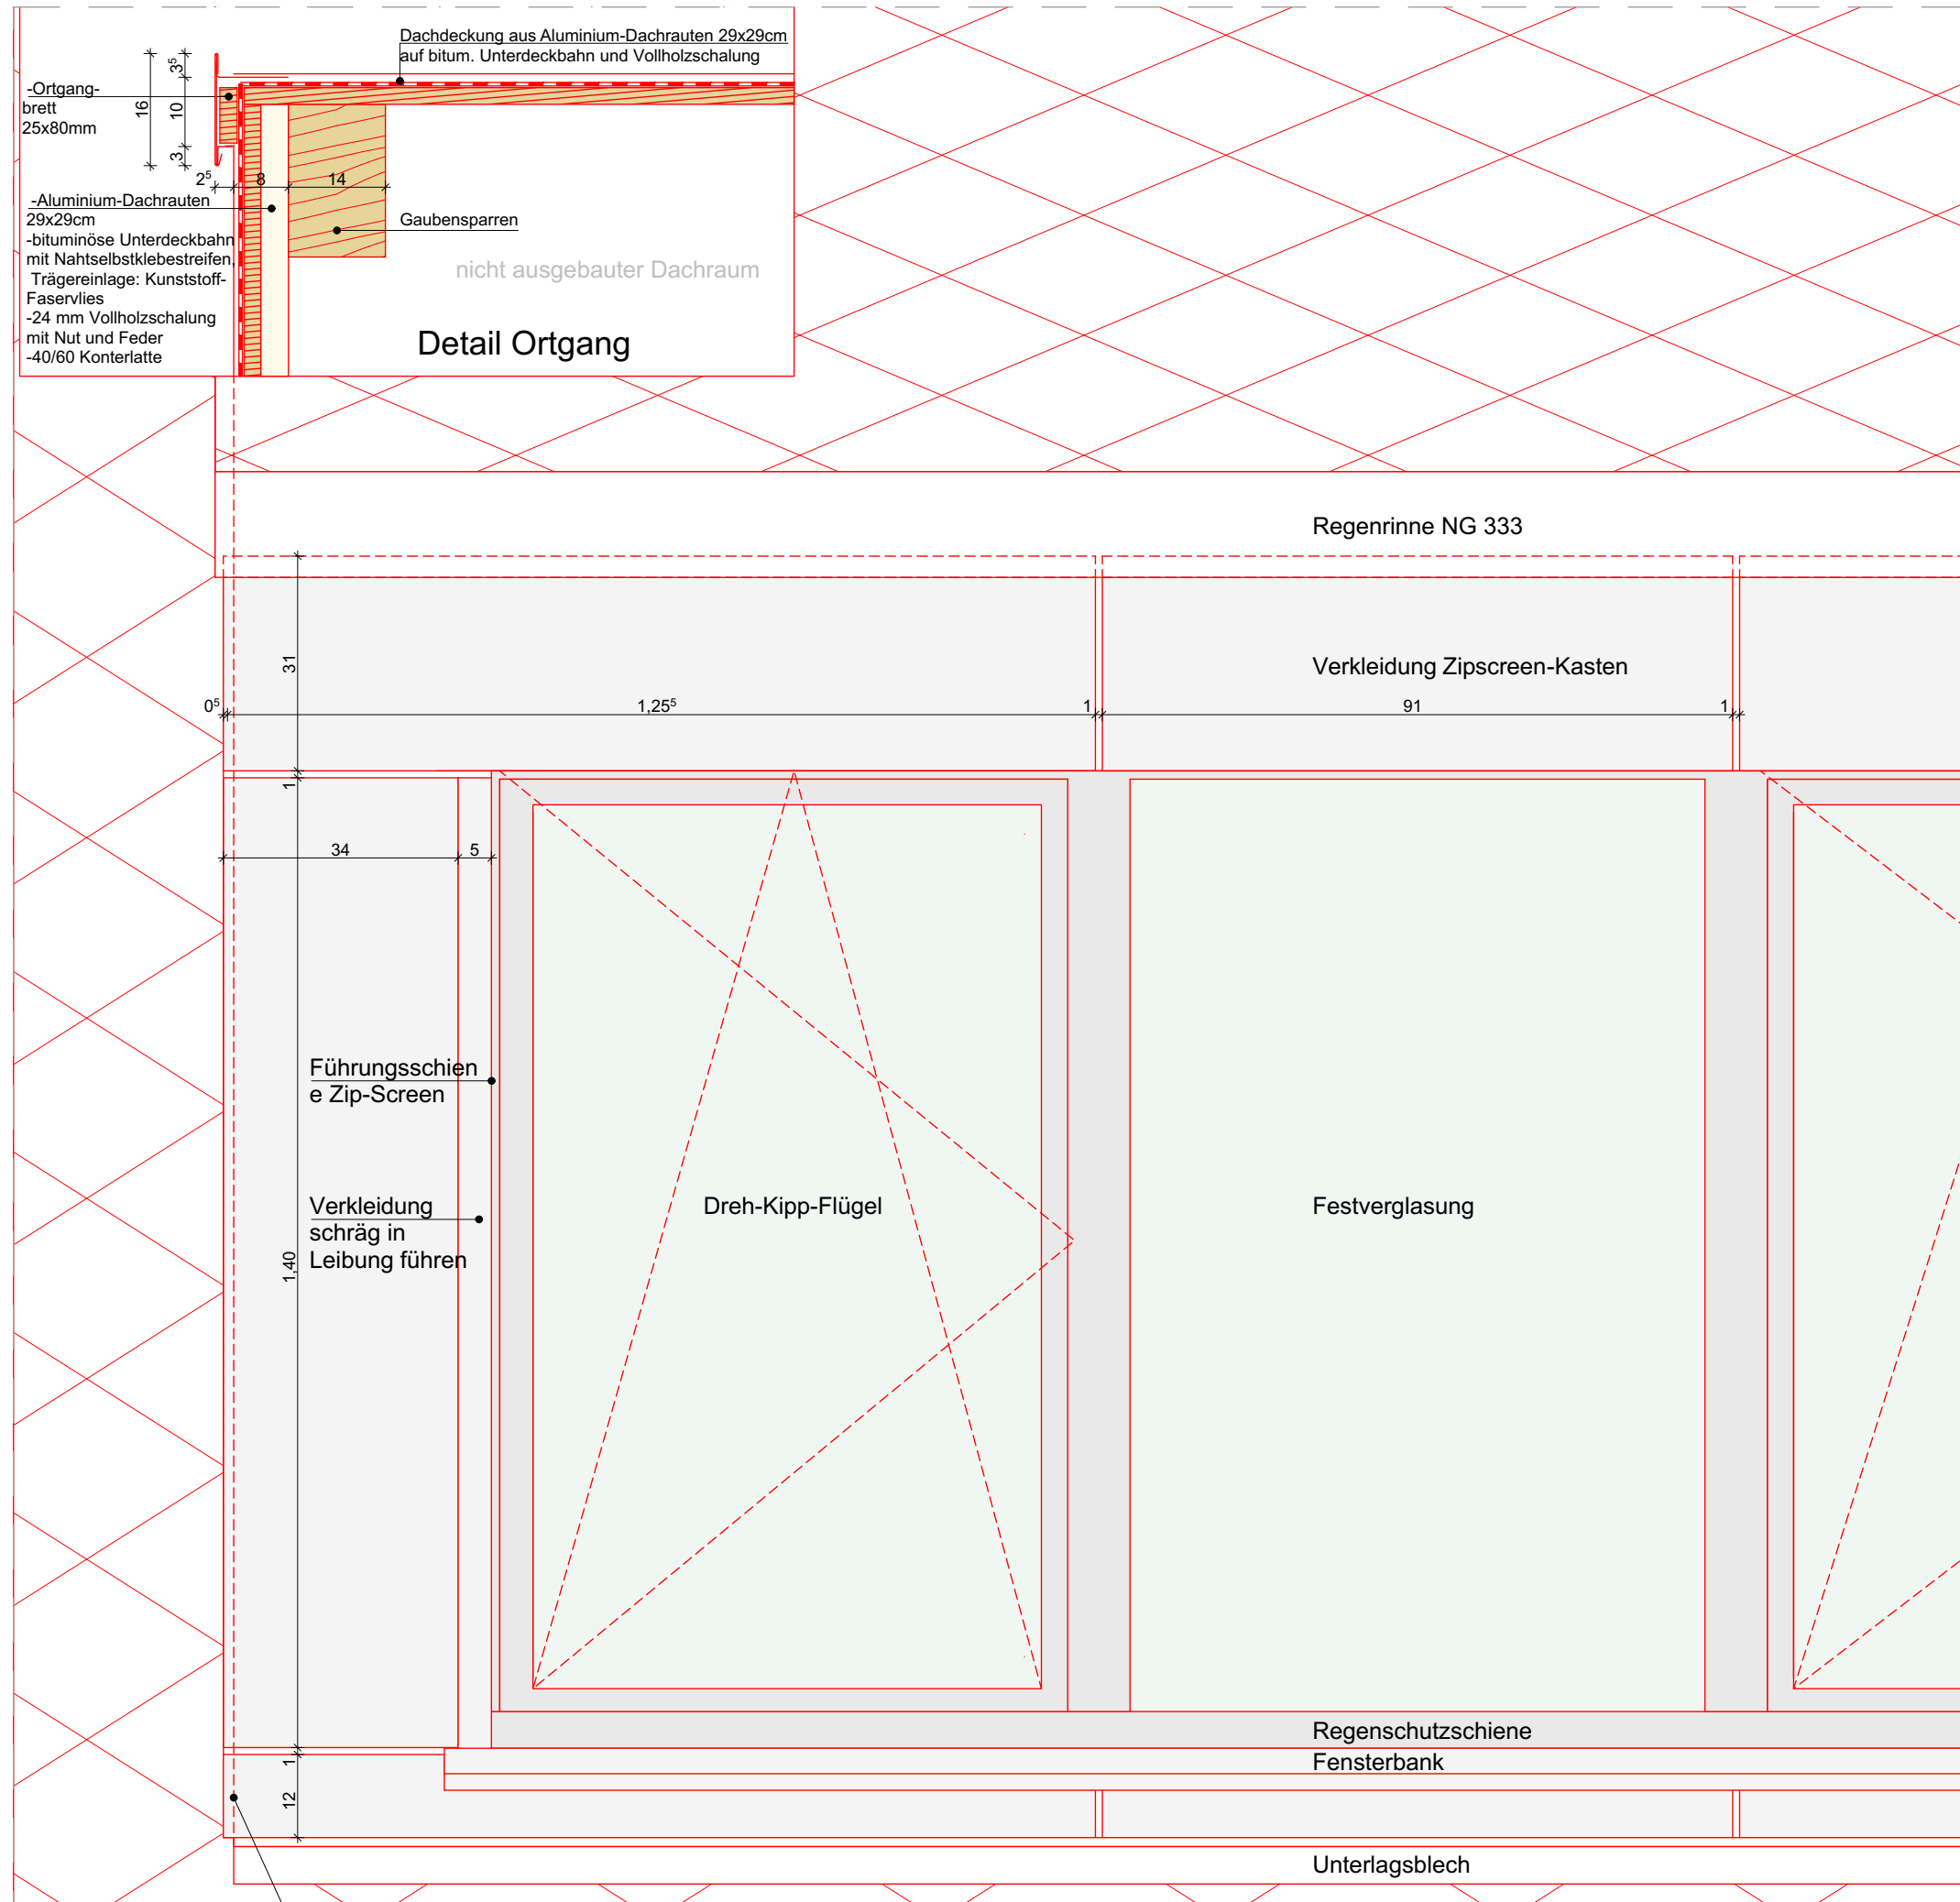 Dachdeckung aus Aluminium-Dachrauten 29x29cm
auf bitum. Unterdeckbahn und Vollholzschalung
-Ortgang-
brett
25x80mm
16
3⁵
10
3
2⁵
8
14
-Aluminium-Dachrauten
29x29cm
-bituminöse Unterdeckbahn
mit Nahtselbstklebestreifen,
Trägereinlage: Kunststoff-
Faservlies
-24 mm Vollholzschalung
mit Nut und Feder
-40/60 Konterlatte
Gaubensparren
nicht ausgebauter Dachraum
Detail Ortgang
Regenrinne NG 333
31
Verkleidung Zipscreen-Kasten
0⁵
1,25⁵
1
91
1
1
34
5
Führungsschien
e Zip-Screen
Verkleidung
schräg in
Leibung führen
1,40
Dreh-Kipp-Flügel
Festverglasung
Regenschutzschiene
1
Fensterbank
12
Unterlagsblech